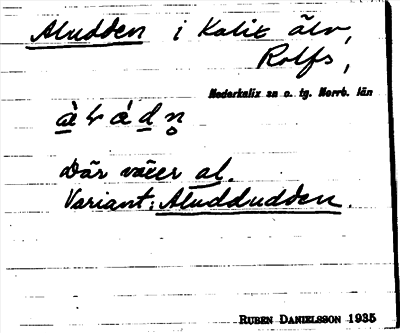 Aludden i Kalix älv,
Rolfs,
Nederkalix sn o. tg. Norrb. län
Där växer al.
Variant: Aluddudden.
RUBEN DANIELSSON 1935